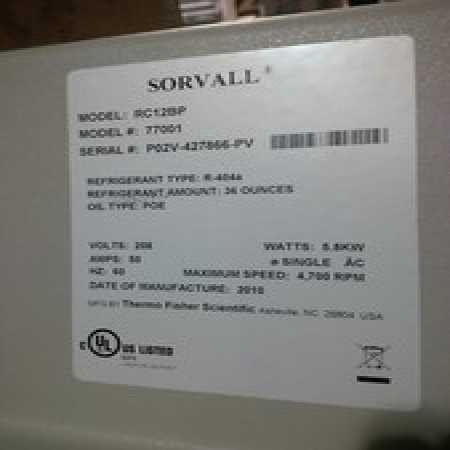 SORVALL®
MODEL: RC12BP
MODEL #: 77001
SERIAL #: P02V-427866-PV
REFRIGERANT TYPE: R-404a
REFRIGERANT AMOUNT: 36 OUNCES
OIL TYPE: POE
VOLTS: 208 WATTS: 5.8KW
AMPS: 50 ø SINGLE AC
HZ: 60 MAXIMUM SPEED: 4,700 RPM
DATE OF MANUFACTURE: 2010
MFG BY Thermo Fisher Scientific Asheville, NC 28804 USA
C UL US LISTED